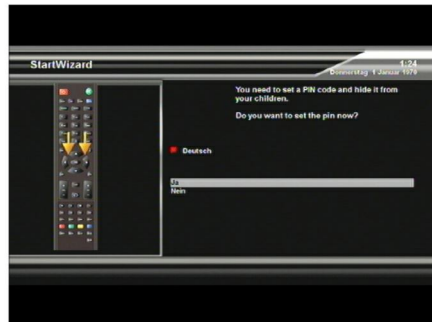 StartWizard
1:24
Donnerstag 1 Januar 1970
You need to set a PIN code and hide it from
your children.
Do you want to set the pin now?
Deutsch
Ja
Nein